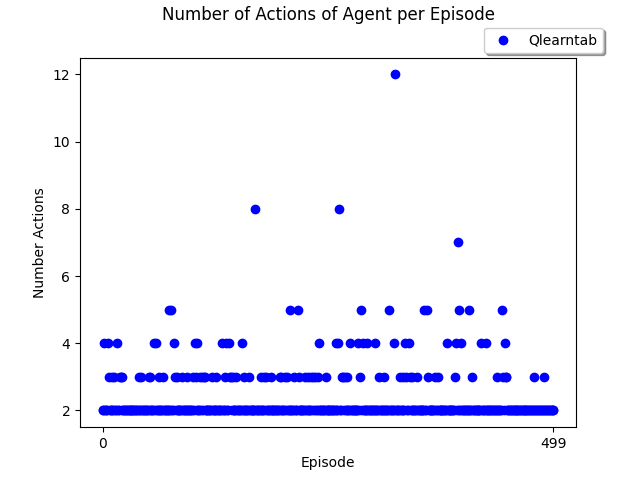 Number of Actions of Agent per Episode
Qlearntab
12
10
8
6
4
2
Number Actions
0
499
Episode